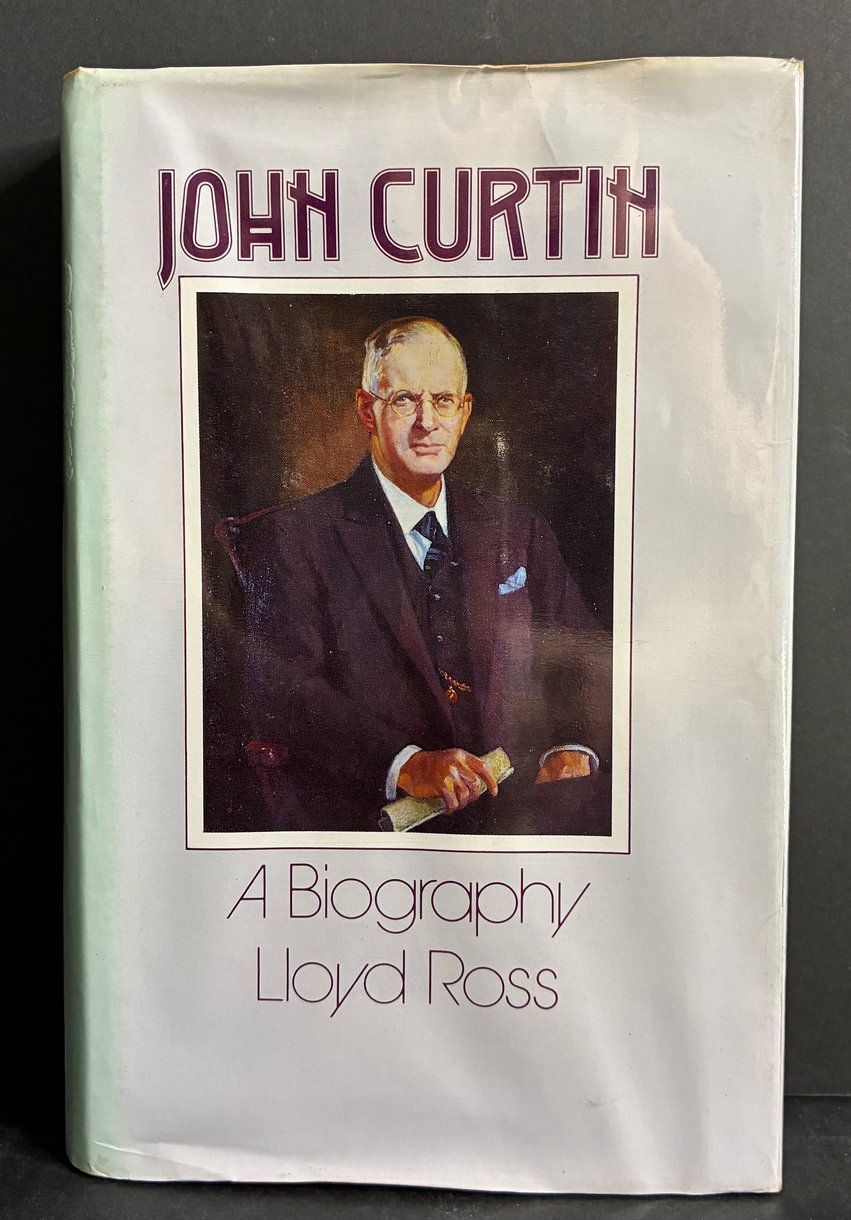 JOHN CURTIN
A Biography
Lloyd Ross